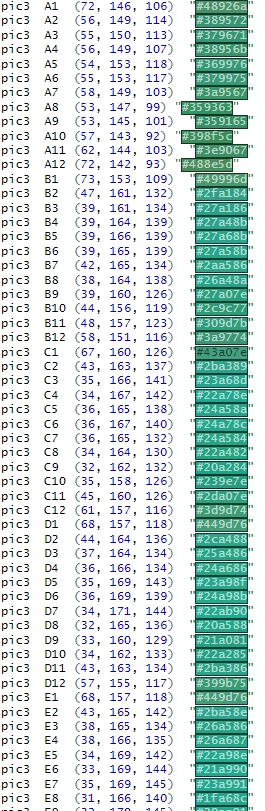 pic3 A1 (72, 146, 106) "#48926a"
pic3 A2 (56, 149, 114) "#389572"
pic3 A3 (55, 150, 113) "#379671"
pic3 A4 (56, 149, 107) "#38956b"
pic3 A5 (54, 153, 118) "#369976"
pic3 A6 (55, 153, 117) "#379975"
pic3 A7 (58, 149, 103) "#3a9567"
pic3 A8 (53, 147, 99) "#359363"
pic3 A9 (53, 145, 101) "#359165"
pic3 A10 (57, 143, 92) "#398f5c"
pic3 A11 (62, 144, 103) "#3e9067"
pic3 A12 (72, 142, 93) "#488e5d"
pic3 B1 (73, 153, 109) "#49996d"
pic3 B2 (47, 161, 132) "#2fa184"
pic3 B3 (39, 161, 134) "#27a186"
pic3 B4 (39, 164, 139) "#27a48b"
pic3 B5 (39, 166, 139) "#27a68b"
pic3 B6 (39, 165, 139) "#27a58b"
pic3 B7 (42, 165, 134) "#2aa586"
pic3 B8 (38, 164, 138) "#26a48a"
pic3 B9 (39, 160, 126) "#27a07e"
pic3 B10 (44, 156, 119) "#2c9c77"
pic3 B11 (48, 157, 123) "#309d7b"
pic3 B12 (58, 151, 116) "#3a9774"
pic3 C1 (67, 160, 126) "#43a07e"
pic3 C2 (43, 163, 137) "#2ba389"
pic3 C3 (35, 166, 141) "#23a68d"
pic3 C4 (34, 167, 142) "#22a78e"
pic3 C5 (36, 165, 138) "#24a58a"
pic3 C6 (36, 167, 140) "#24a78c"
pic3 C7 (36, 165, 132) "#24a584"
pic3 C8 (34, 164, 130) "#22a482"
pic3 C9 (32, 162, 132) "#20a284"
pic3 C10 (35, 158, 126) "#239e7e"
pic3 C11 (45, 160, 126) "#2da07e"
pic3 C12 (61, 157, 116) "#3d9d74"
pic3 D1 (68, 157, 118) "#449d76"
pic3 D2 (44, 164, 136) "#2ca488"
pic3 D3 (37, 164, 134) "#25a486"
pic3 D4 (36, 166, 134) "#24a686"
pic3 D5 (35, 169, 143) "#23a98f"
pic3 D6 (36, 169, 139) "#24a98b"
pic3 D7 (34, 171, 144) "#22ab90"
pic3 D8 (32, 165, 136) "#20a588"
pic3 D9 (33, 160, 129) "#21a081"
pic3 D10 (34, 162, 133) "#22a285"
pic3 D11 (43, 163, 134) "#2ba386"
pic3 D12 (57, 155, 117) "#399b75"
pic3 E1 (68, 157, 118) "#449d76"
pic3 E2 (43, 165, 142) "#2ba58e"
pic3 E3 (38, 165, 134) "#26a586"
pic3 E4 (38, 166, 135) "#26a687"
pic3 E5 (34, 169, 142) "#22a98e"
pic3 E6 (33, 169, 144) "#21a990"
pic3 E7 (35, 169, 145) "#23a991"
pic3 E8 (31, 166, 140) "#1fa68c"